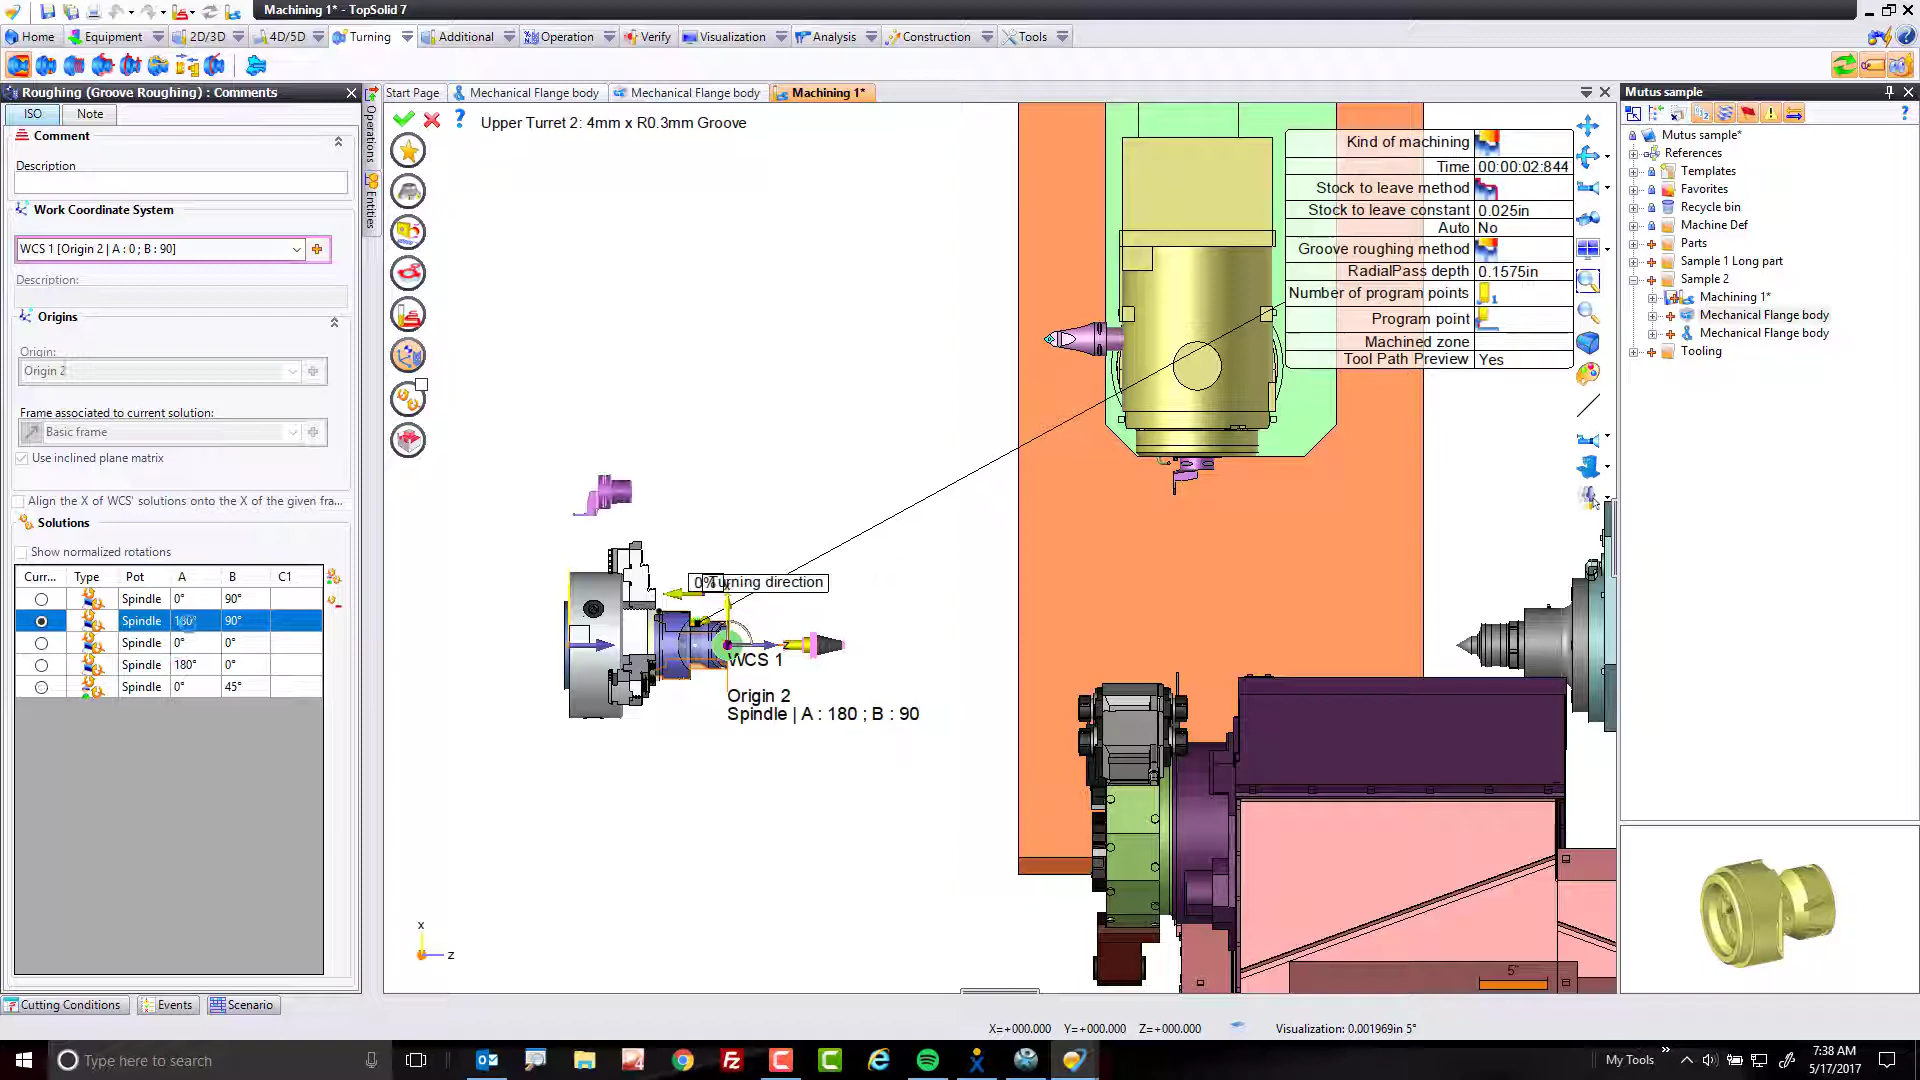 Machining 1* - TopSolid 7
Home
Equipment
2D/3D
4D/5D
Turning
Additional
Operation
Verify
Visualization
Analysis
Construction
Tools
Roughing (Groove Roughing) : Comments
ISO
Note
Comment
Description
Work Coordinate System
WCS 1 [Origin 2 | A : 0 ; B : 90]
Description:
Origins
Origin:
Origin 2
Frame associated to current solution:
Basic frame
Use inclined plane matrix
Align the X of WCS' solutions onto the X of the given fra...
Solutions
Show normalized rotations
Curr... Type Pot A B C1
Spindle 0° 90°
Spindle 180° 90°
Spindle 0° 0°
Spindle 180° 0°
Spindle 0° 45°
Cutting Conditions
Events
Scenario
Operations
Entities
Start Page
Mechanical Flange body
Mechanical Flange body
Machining 1*
Upper Turret 2: 4mm x R0.3mm Groove
Kind of machining
Time 00:00:02:844
Stock to leave method
Stock to leave constant 0.025in
Auto No
Groove roughing method
RadialPass depth 0.1575in
Number of program points 1
Program point
Machined zone
Tool Path Preview Yes
0%
Turning direction
Z
WCS 1
Origin 2
Spindle | A : 180 ; B : 90
x
z
5"
Mutus sample
Mutus sample*
References
Templates
Favorites
Recycle bin
Machine Def
Parts
Sample 1 Long part
Sample 2
Machining 1*
Mechanical Flange body
Mechanical Flange body
Tooling
X=+000.000 Y=+000.000 Z=+000.000
Visualization: 0.001969in 5°
Type here to search
My Tools
7:38 AM
5/17/2017